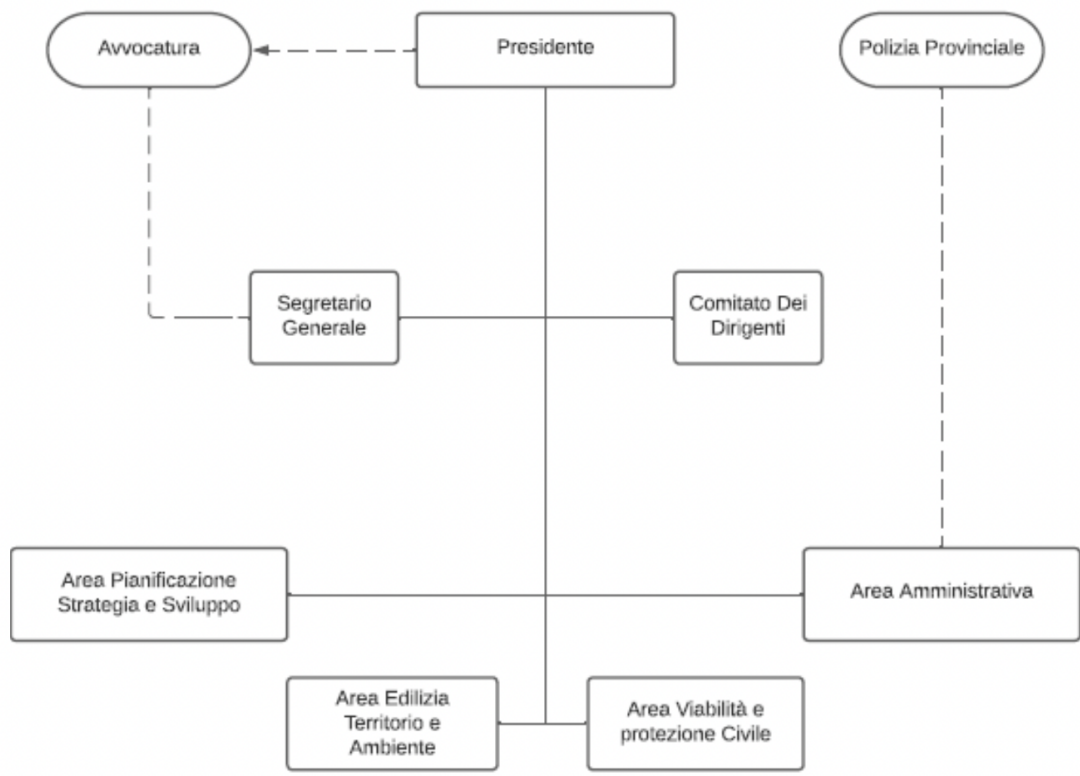 Avvocatura
Presidente
Polizia Provinciale
Segretario
Generale
Comitato Dei
Dirigenti
Area Pianificazione
Strategia e Sviluppo
Area Amministrativa
Area Edilizia
Territorio e
Ambiente
Area Viabilità e
protezione Civile